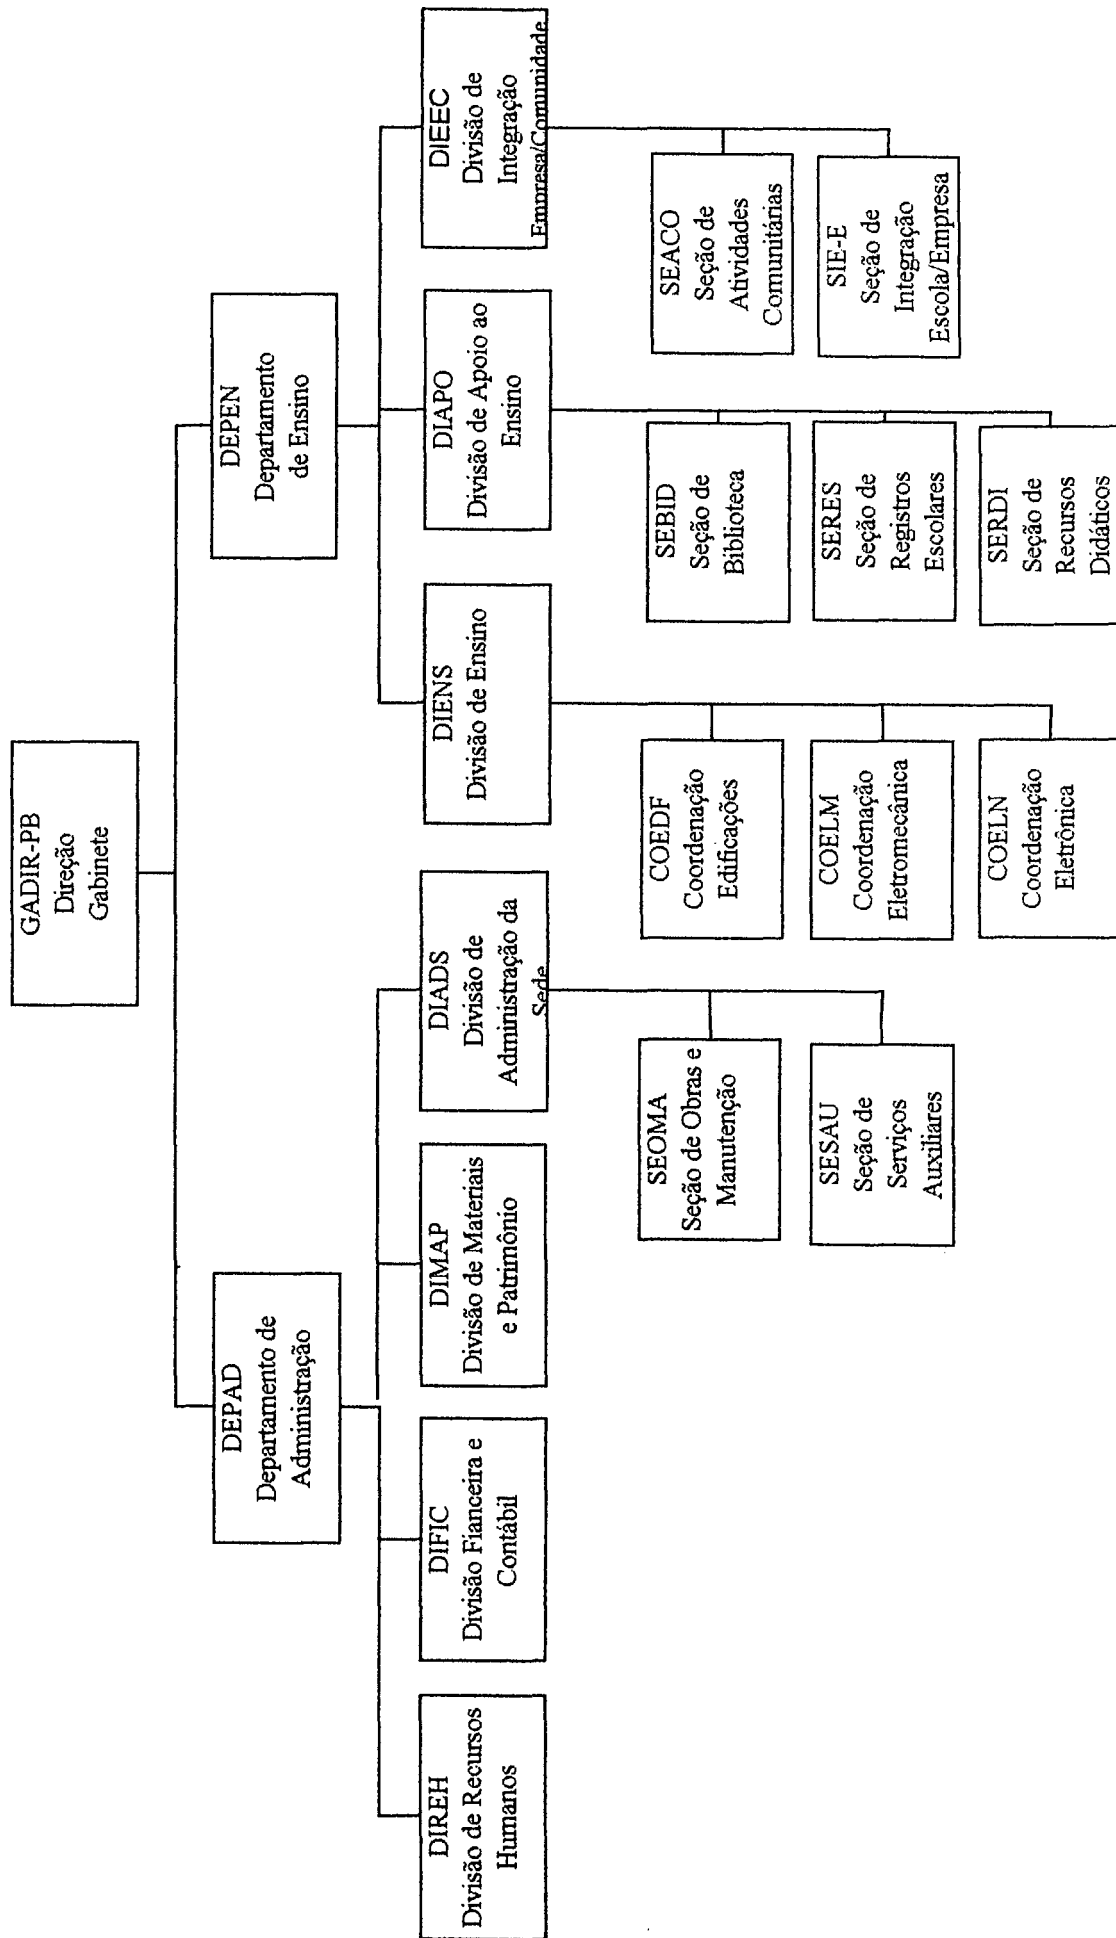 GADIR-PB
Direção
Gabinete
DEPAD
Departamento de
Administração
DEPEN
Departamento
de Ensino
DIREH
Divisão de Recursos
Humanos
DIFIC
Divisão Fianceira e
Contábil
DIMAP
Divisão de Materiais
e Patrimônio
DIADS
Divisão de
Administração da
Sede
DIENS
Divisão de Ensino
DIAPO
Divisão de Apoio ao
Ensino
DIEEC
Divisão de
Integração
Empresa/Comunidade
SEOMA
Seção de Obras e
Manutenção
SESAU
Seção de
Serviços
Auxiliares
COEDF
Coordenação
Edificações
COELM
Coordenação
Eletromecânica
COELN
Coordenação
Eletrônica
SEBID
Seção de
Biblioteca
SERES
Seção de
Registros
Escolares
SERDI
Seção de
Recursos
Didáticos
SEACO
Seção de
Atividades
Comunitárias
SIE-E
Seção de
Integração
Escola/Empresa